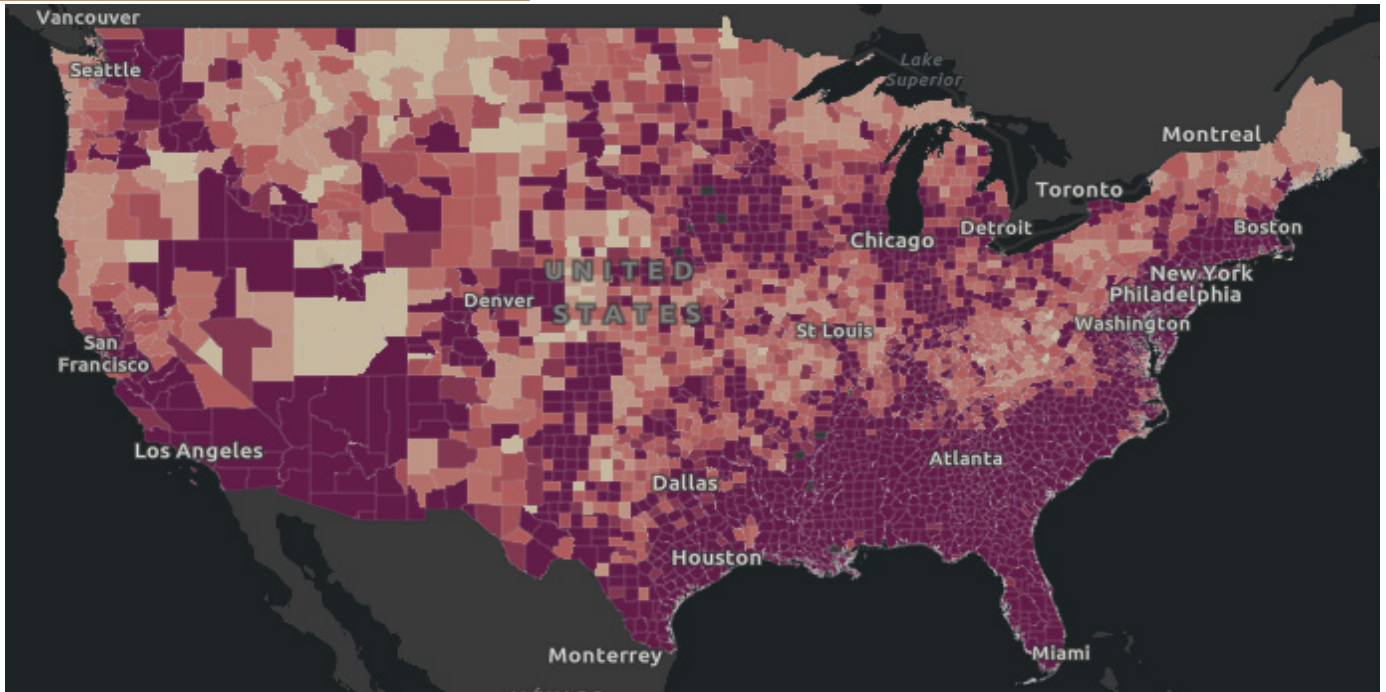 Vancouver
Seattle
Lake
Superior
Montreal
Toronto
Boston
Chicago
Detroit
New York
UNITED
STATES
Denver
Philadelphia
Washington
St Louis
San
Francisco
Los Angeles
Atlanta
Dallas
Houston
Monterrey
Miami